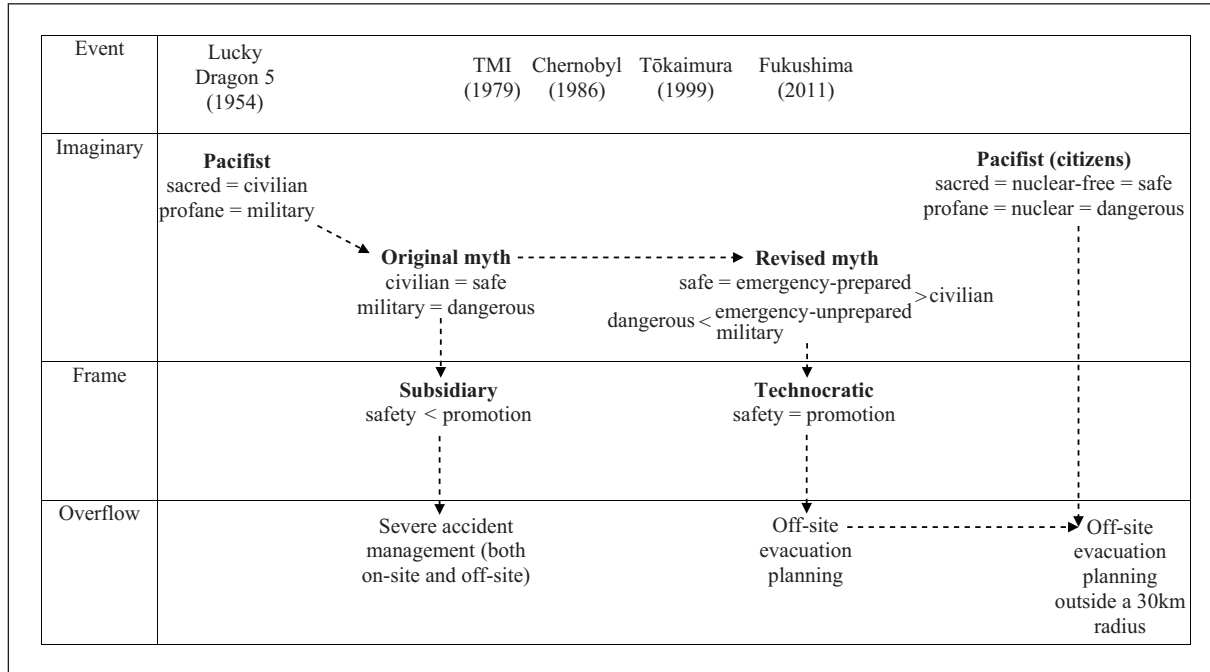 Event
Lucky
Dragon 5
(1954)
TMI
(1979)
Chernobyl
(1986)
Tōkaimura
(1999)
Fukushima
(2011)
Imaginary
Pacifist
sacred = civilian
profane = military
Pacifist (citizens)
sacred = nuclear-free = safe
profane = nuclear = dangerous
Original myth
civilian = safe
military = dangerous
Revised myth
safe = emergency-prepared
> civilian
dangerous < emergency-unprepared
military
Frame
Subsidiary
safety < promotion
Technocratic
safety = promotion
Overflow
Severe accident
management (both
on-site and off-site)
Off-site
evacuation
planning
Off-site
evacuation
planning
outside a 30km
radius